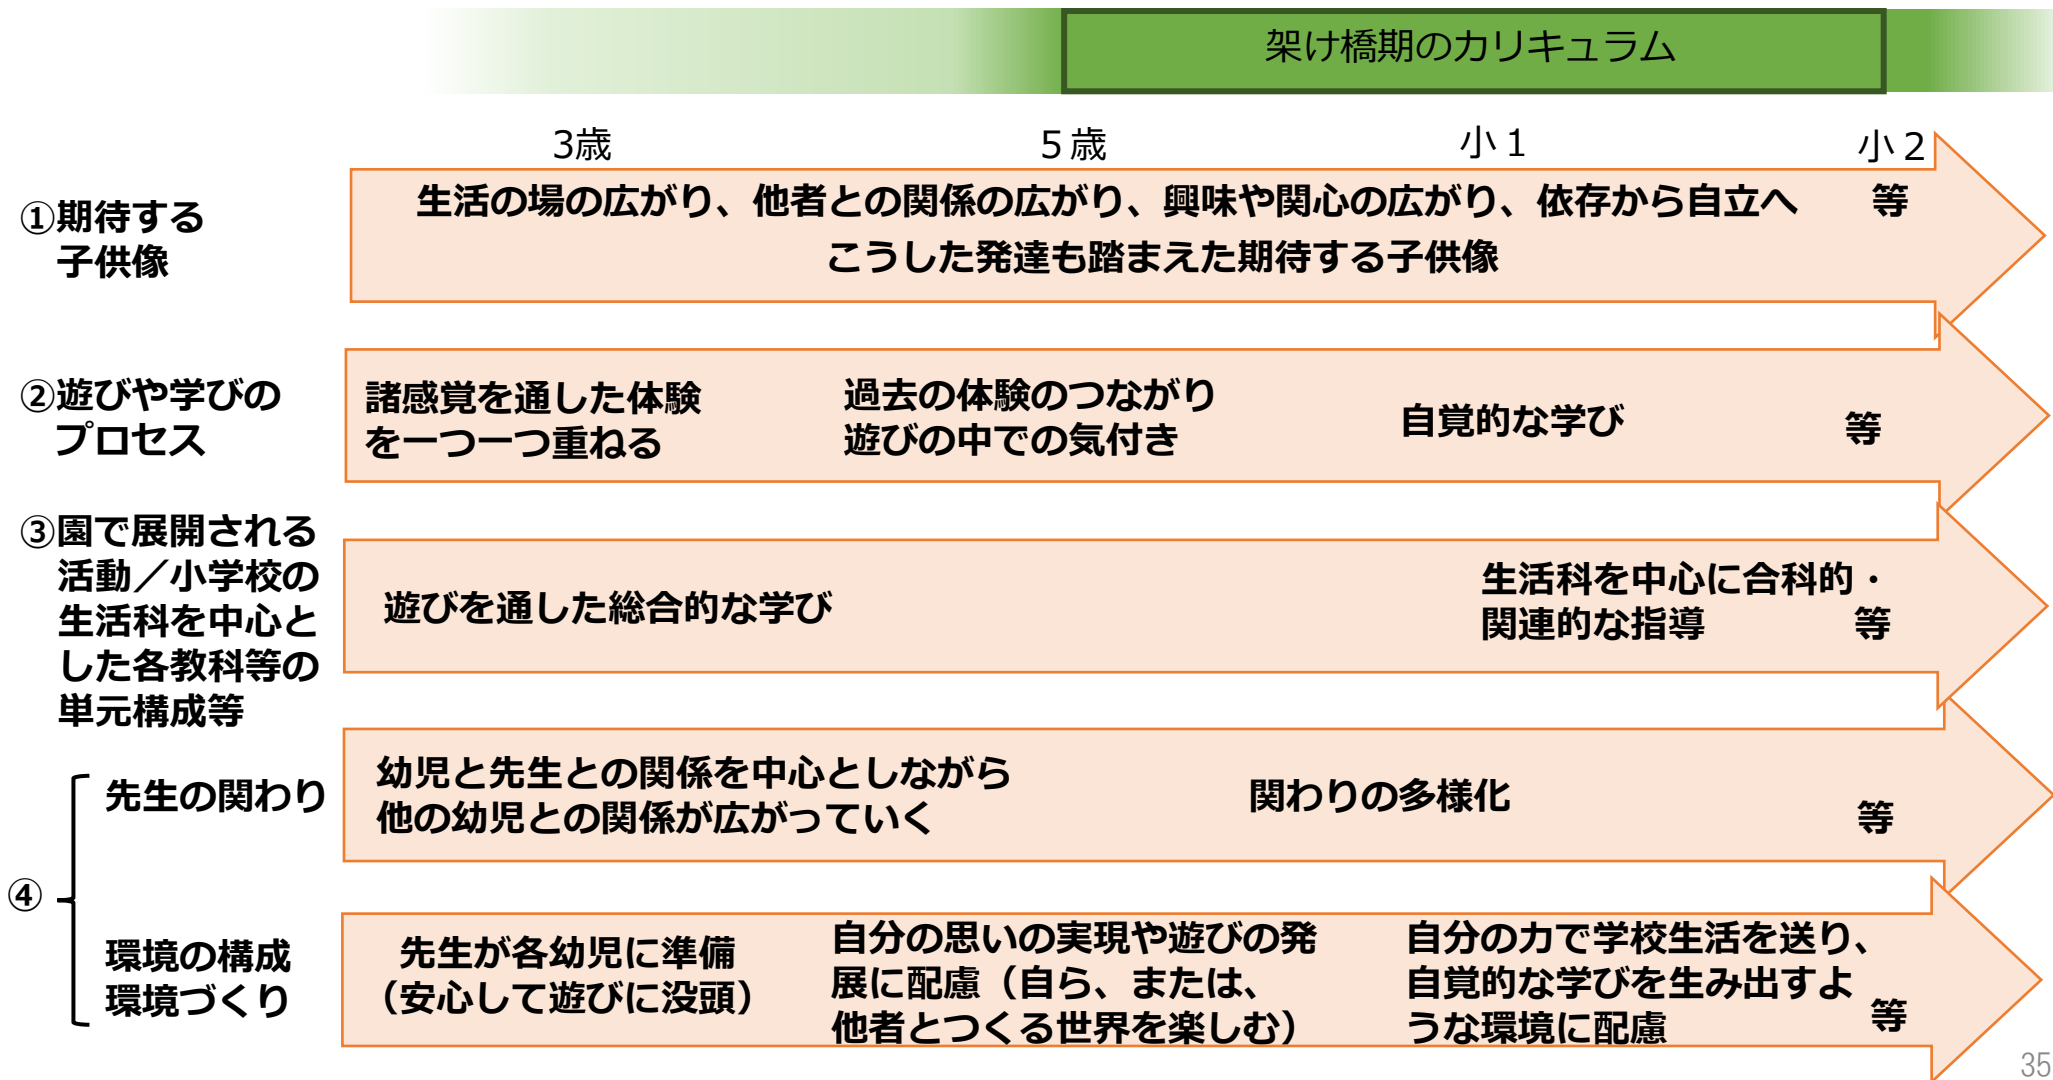 架け橋期のカリキュラム
3歳
５歳
小１
小２
①期待する
子供像
生活の場の広がり、他者との関係の広がり、興味や関心の広がり、依存から自立へ 等
こうした発達も踏まえた期待する子供像
②遊びや学びの
プロセス
諸感覚を通した体験
を一つ一つ重ねる
過去の体験のつながり
遊びの中での気付き
自覚的な学び
等
③園で展開される
活動／小学校の
生活科を中心と
した各教科等の
単元構成等
遊びを通した総合的な学び
生活科を中心に合科的・
関連的な指導 等
④
先生の関わり
幼児と先生との関係を中心としながら
他の幼児との関係が広がっていく
関わりの多様化
等
環境の構成
環境づくり
先生が各幼児に準備
（安心して遊びに没頭）
自分の思いの実現や遊びの発
展に配慮（自ら、または、
他者とつくる世界を楽しむ）
自分の力で学校生活を送り、
自覚的な学びを生み出すよ
うな環境に配慮
等
35